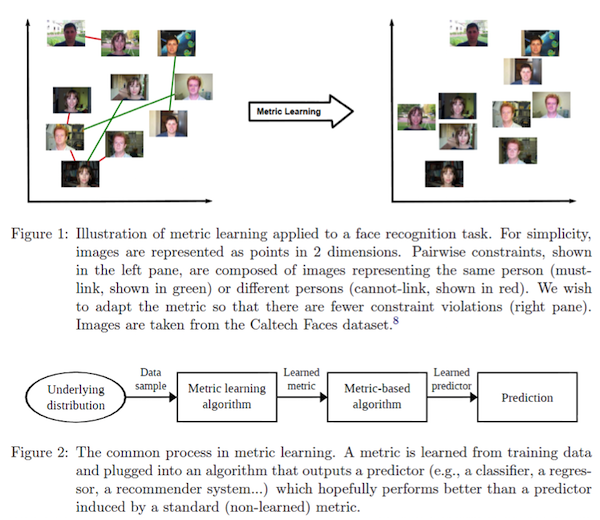 Metric Learning
Figure 1: Illustration of metric learning applied to a face recognition task. For simplicity,
images are represented as points in 2 dimensions. Pairwise constraints, shown
in the left pane, are composed of images representing the same person (must-
link, shown in green) or different persons (cannot-link, shown in red). We wish
to adapt the metric so that there are fewer constraint violations (right pane).
Images are taken from the Caltech Faces dataset.8
Underlying
distribution
Data
sample
Metric learning
algorithm
Learned
metric
Metric-based
algorithm
Learned
predictor
Prediction
Figure 2: The common process in metric learning. A metric is learned from training data
and plugged into an algorithm that outputs a predictor (e.g., a classifier, a regres-
sor, a recommender system...) which hopefully performs better than a predictor
induced by a standard (non-learned) metric.